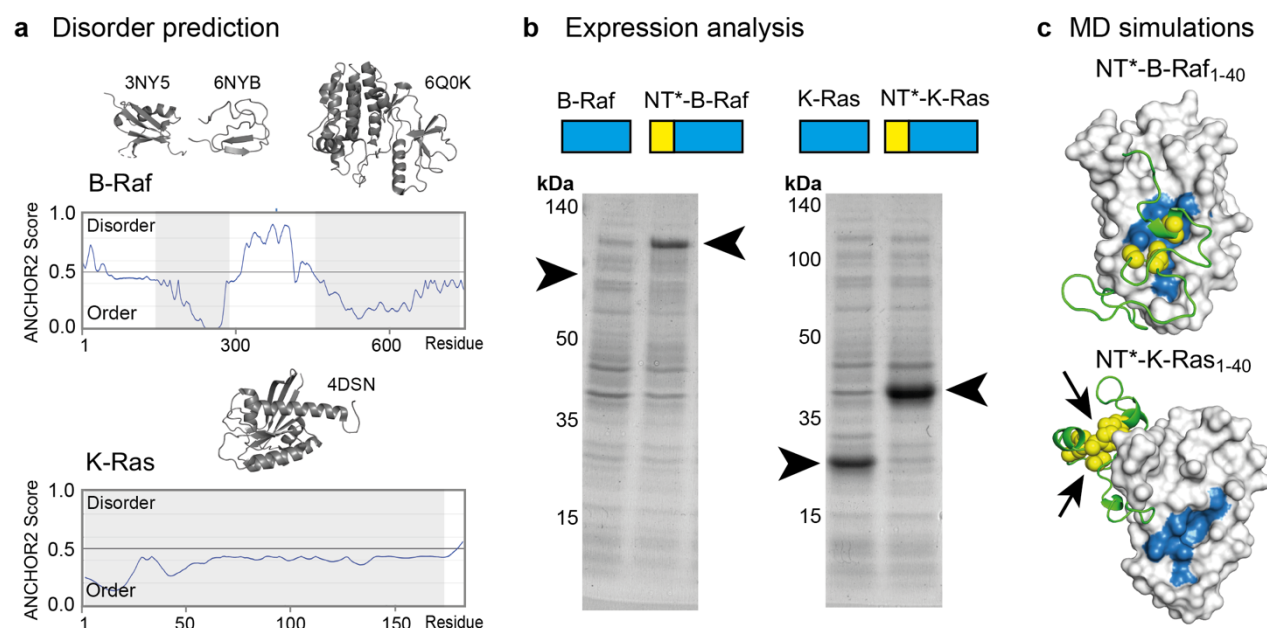 a Disorder prediction
3NY5 6NYB 6Q0K
B-Raf
ANCHOR2 Score
1.0
0.5
0.0
Disorder
Order
1 300 600 Residue
4DSN
K-Ras
ANCHOR2 Score
1.0
0.5
0.0
Disorder
Order
1 50 100 150 Residue
b Expression analysis
B-Raf NT*-B-Raf
kDa
140
50
35
15
K-Ras NT*-K-Ras
kDa
140
100
50
35
15
c MD simulations
NT*-B-Raf1-40
NT*-K-Ras1-40